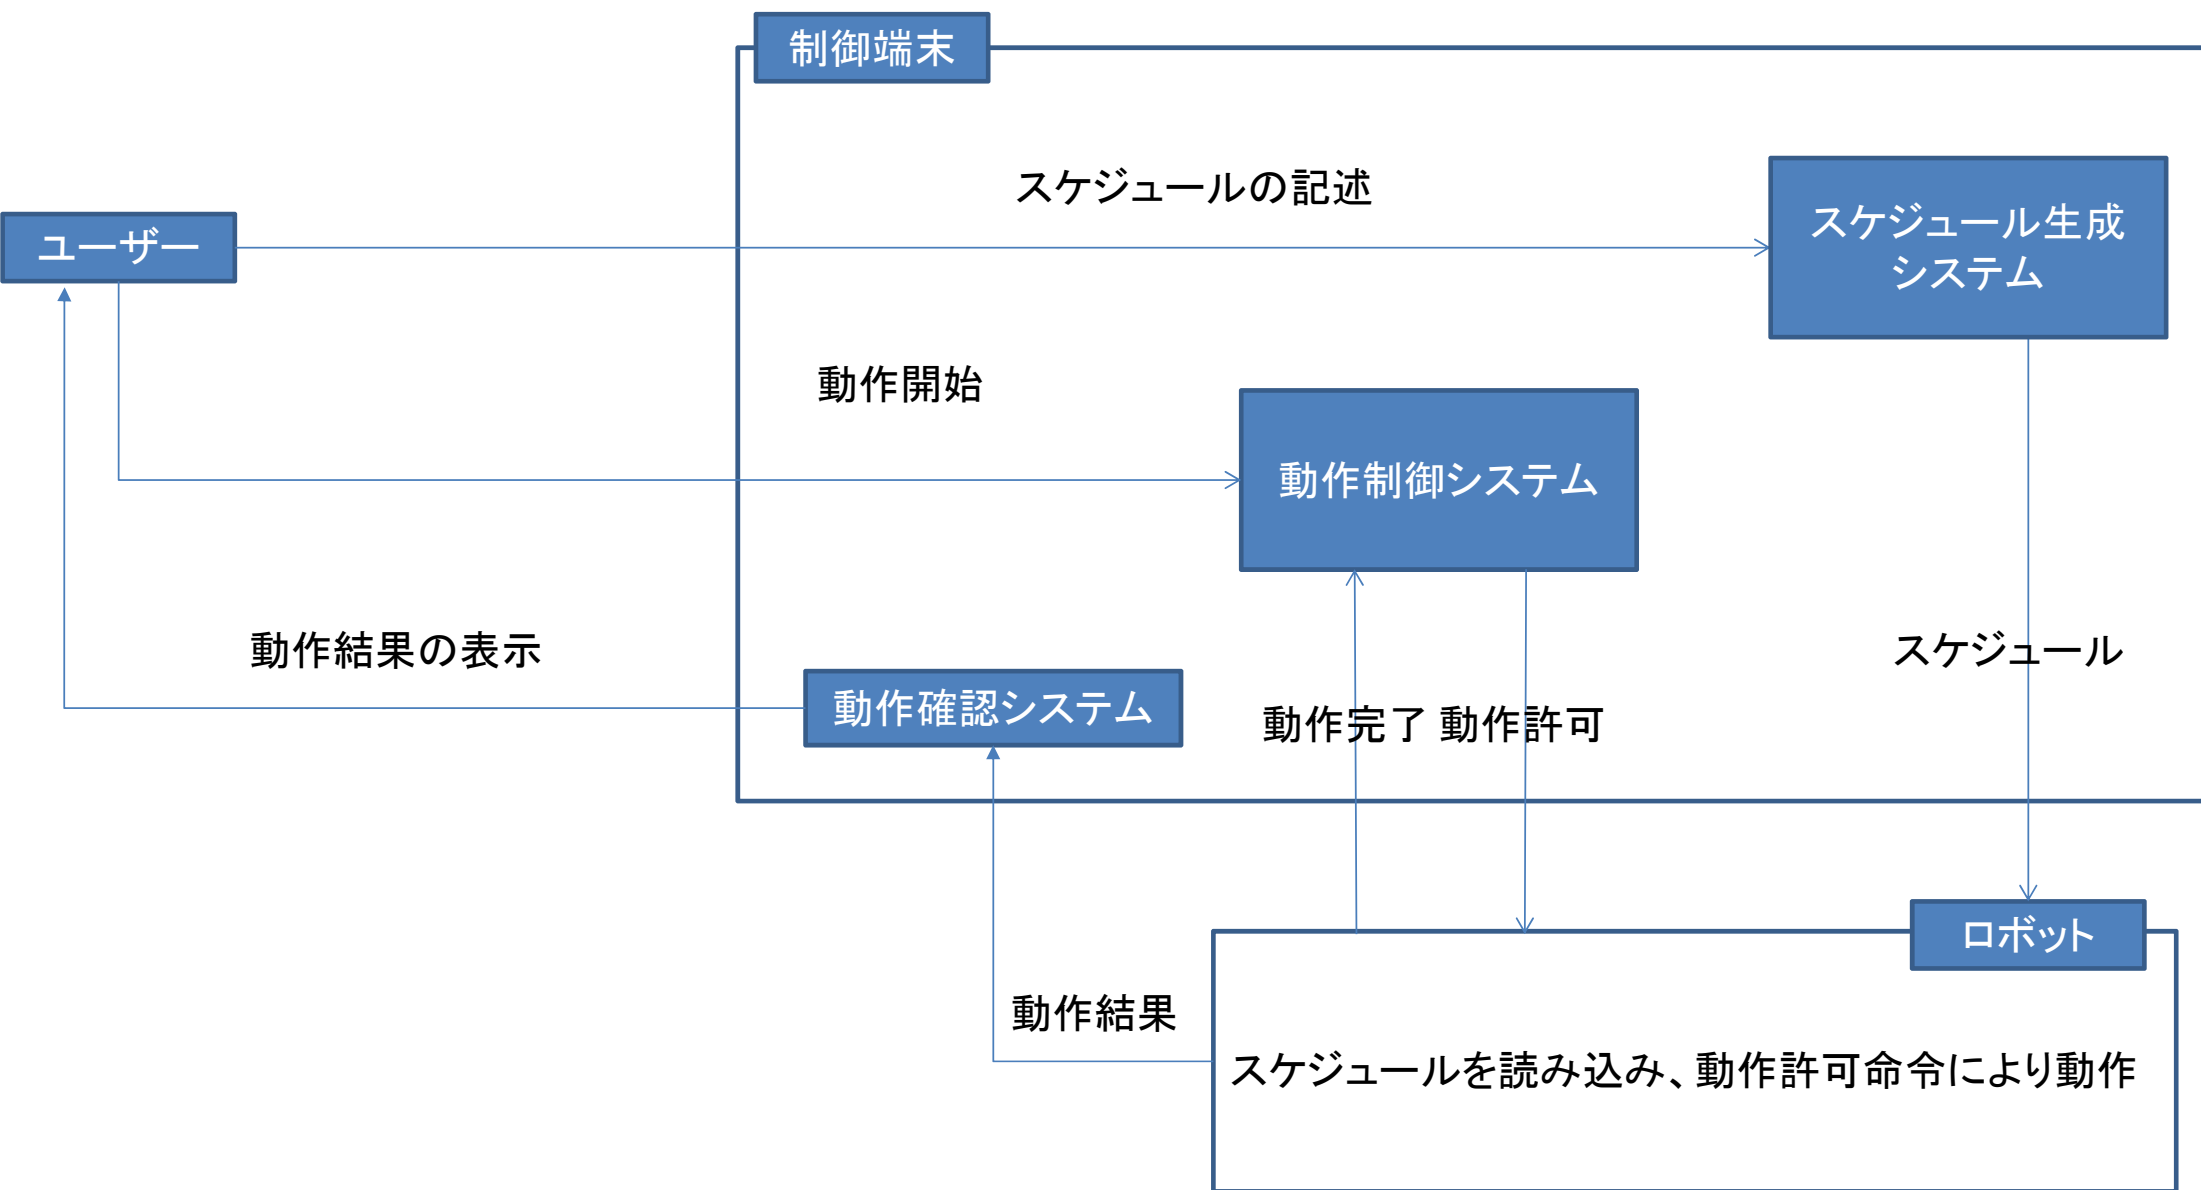 制御端末
スケジュールの記述
ユーザー
スケジュール生成
システム
動作開始
動作制御システム
動作結果の表示
スケジュール
動作確認システム
動作完了 動作許可
ロボット
動作結果
スケジュールを読み込み、動作許可命令により動作